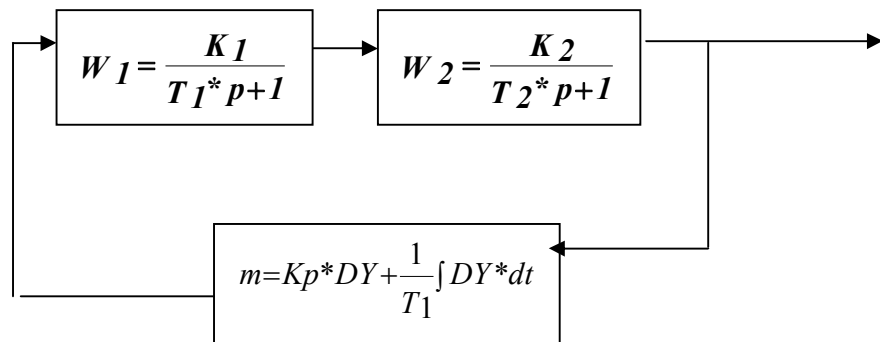 W 1 = K 1 / T 1 * p+1
W 2 = K 2 / T 2 * p+1
m=Kp*DY+ 1/T1 ∫ DY*dt